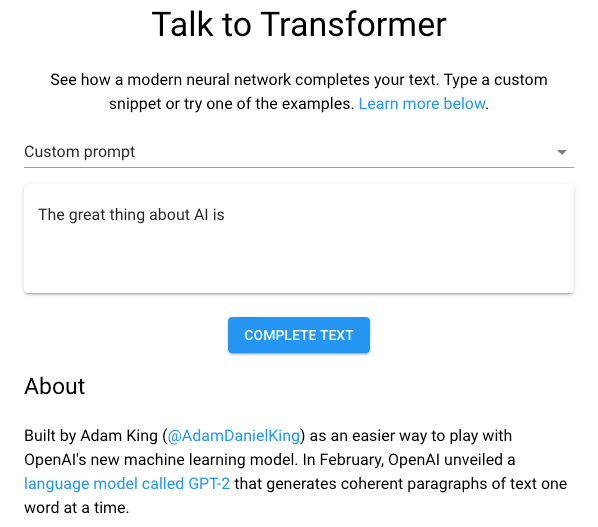 Talk to Transformer
See how a modern neural network completes your text. Type a custom
snippet or try one of the examples. Learn more below.
Custom prompt
The great thing about AI is
COMPLETE TEXT
About
Built by Adam King (@AdamDanielKing) as an easier way to play with
OpenAI's new machine learning model. In February, OpenAI unveiled a
language model called GPT-2 that generates coherent paragraphs of text one
word at a time.